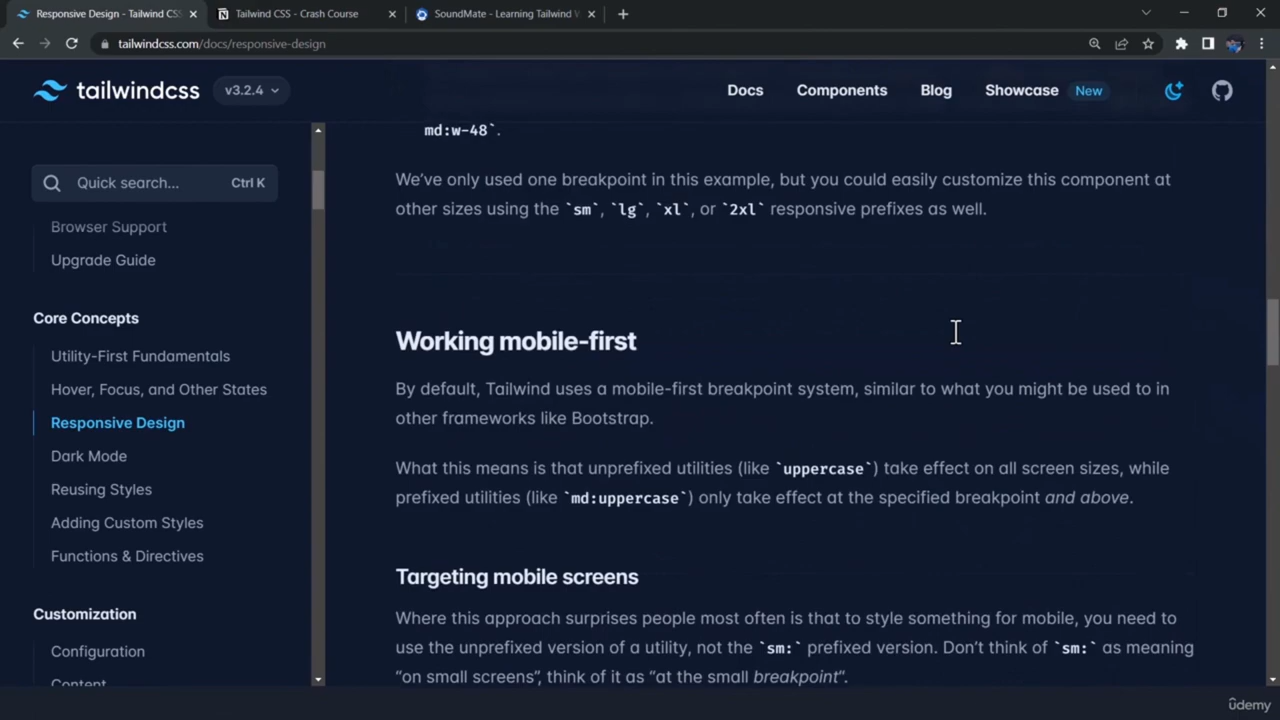 Responsive Design - Tailwind CS
Tailwind CSS - Crash Course
SoundMate - Learning Tailwind
tailwindcss.com/docs/responsive-design
tailwindcss
v3.2.4
Docs
Components
Blog
Showcase
New
Quick search...
Ctrl K
Browser Support
Upgrade Guide
Core Concepts
Utility-First Fundamentals
Hover, Focus, and Other States
Responsive Design
Dark Mode
Reusing Styles
Adding Custom Styles
Functions & Directives
Customization
Configuration
Content
md:w-48`.
We’ve only used one breakpoint in this example, but you could easily customize this component at
other sizes using the `sm`, `lg`, `xl`, or `2xl` responsive prefixes as well.
Working mobile-first
By default, Tailwind uses a mobile-first breakpoint system, similar to what you might be used to in
other frameworks like Bootstrap.
What this means is that unprefixed utilities (like `uppercase`) take effect on all screen sizes, while
prefixed utilities (like `md:uppercase`) only take effect at the specified breakpoint and above.
Targeting mobile screens
Where this approach surprises people most often is that to style something for mobile, you need to
use the unprefixed version of a utility, not the `sm:` prefixed version. Don’t think of `sm:` as meaning
“on small screens”, think of it as “at the small breakpoint”.
ûdemy